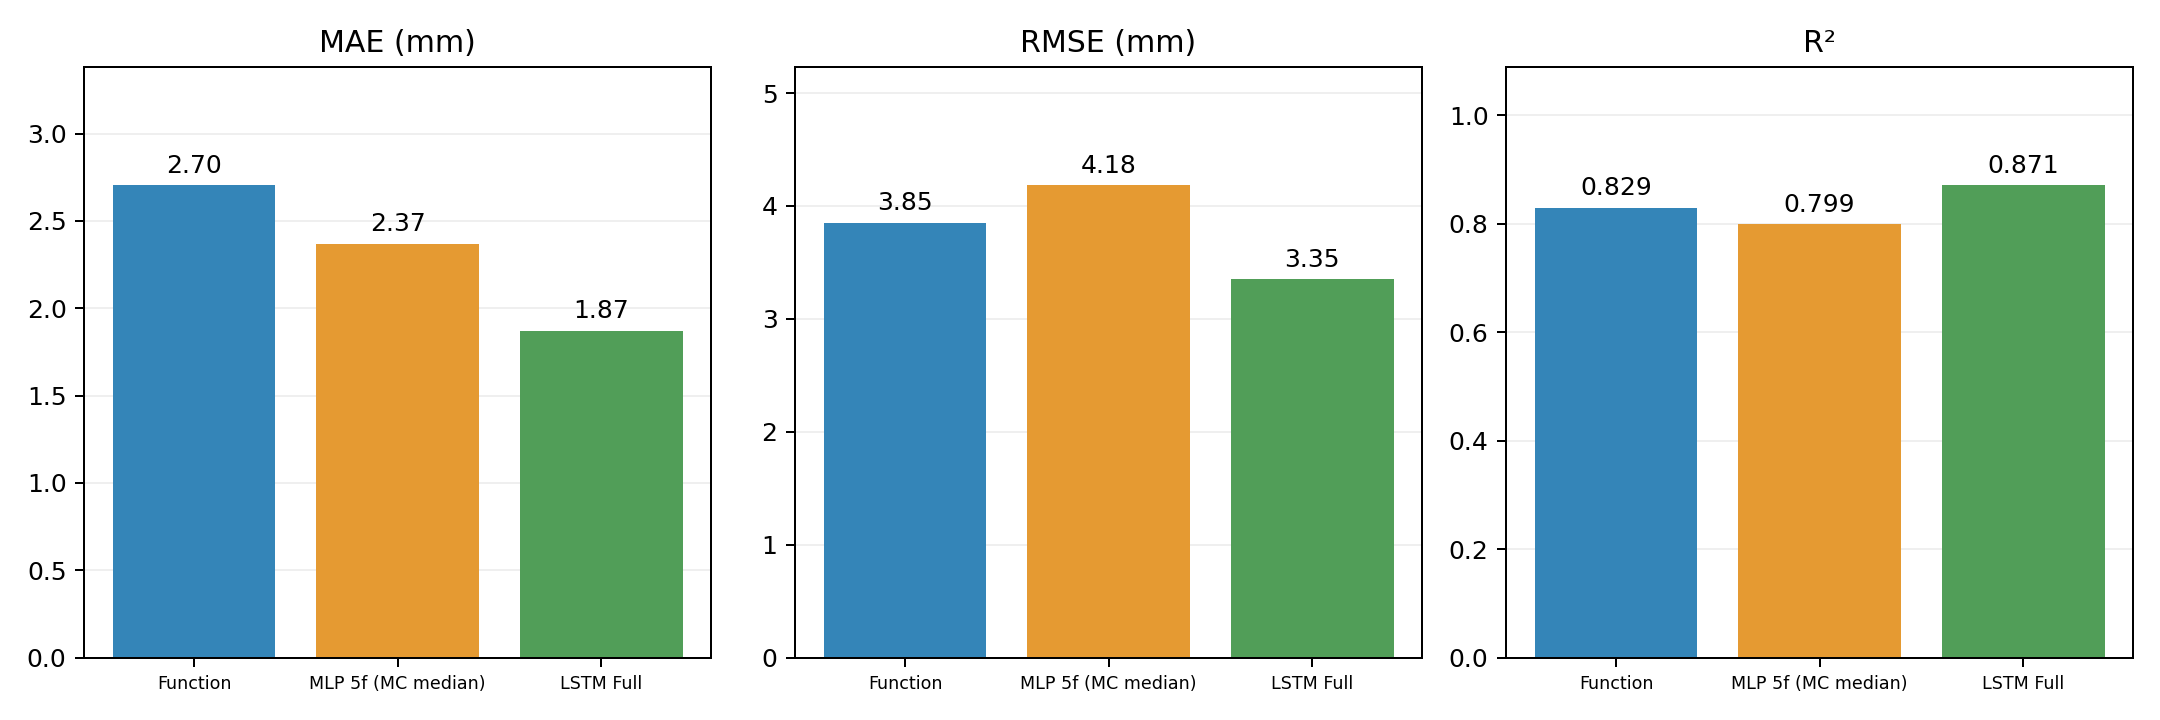 MAE (mm)
3.0
2.5
2.0
1.5
1.0
0.5
0.0
2.70
2.37
1.87
Function
MLP 5f (MC median)
LSTM Full
RMSE (mm)
5
4
3
2
1
0
3.85
4.18
3.35
Function
MLP 5f (MC median)
LSTM Full
R²
1.0
0.8
0.6
0.4
0.2
0.0
0.829
0.799
0.871
Function
MLP 5f (MC median)
LSTM Full